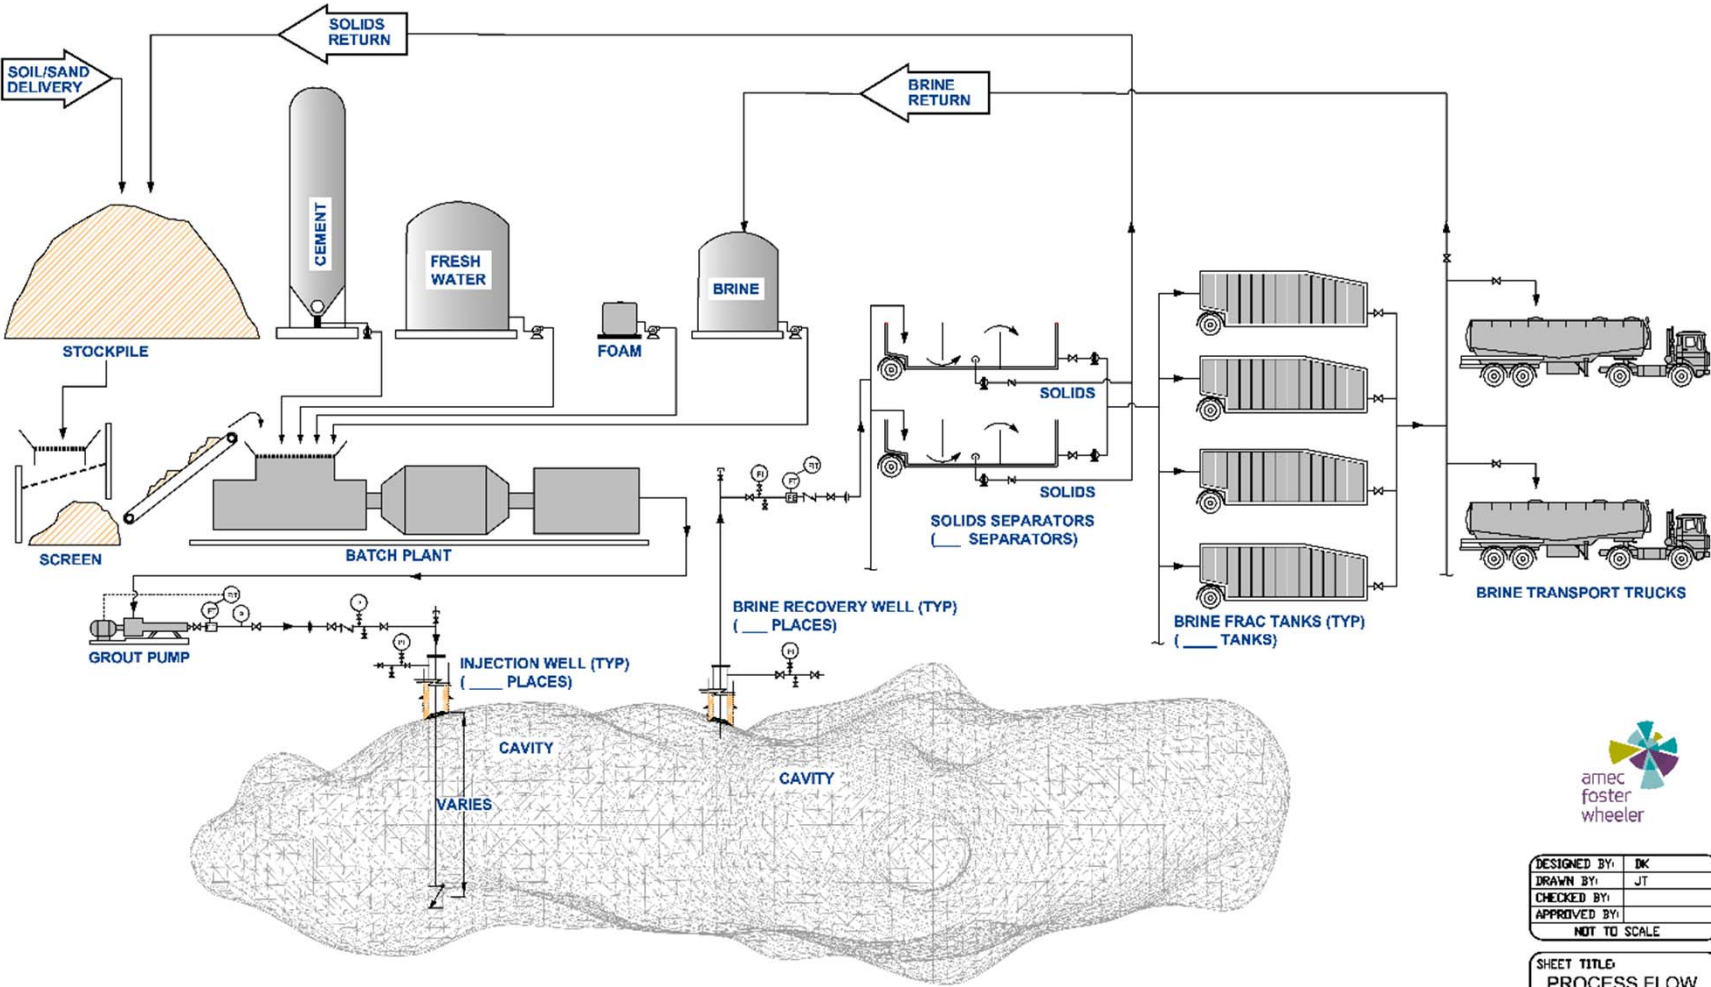 SOLIDS
RETURN
SOIL/SAND
DELIVERY
BRINE
RETURN
CEMENT
FRESH
WATER
BRINE
FOAM
STOCKPILE
SOLIDS
SOLIDS
SOLIDS SEPARATORS
(___ SEPARATORS)
SCREEN
BATCH PLANT
BRINE TRANSPORT TRUCKS
BRINE RECOVERY WELL (TYP)
( ___ PLACES)
BRINE FRAC TANKS (TYP)
( ____ TANKS)
GROUT PUMP
INJECTION WELL (TYP)
( ____ PLACES)
PI
PI
PI
CAVITY
CAVITY
VARIES
amec
foster
wheeler
DESIGNED BY: DK
DRAWN BY: JT
CHECKED BY:
APPROVED BY:
NOT TO SCALE
SHEET TITLE:
PROCESS FLOW